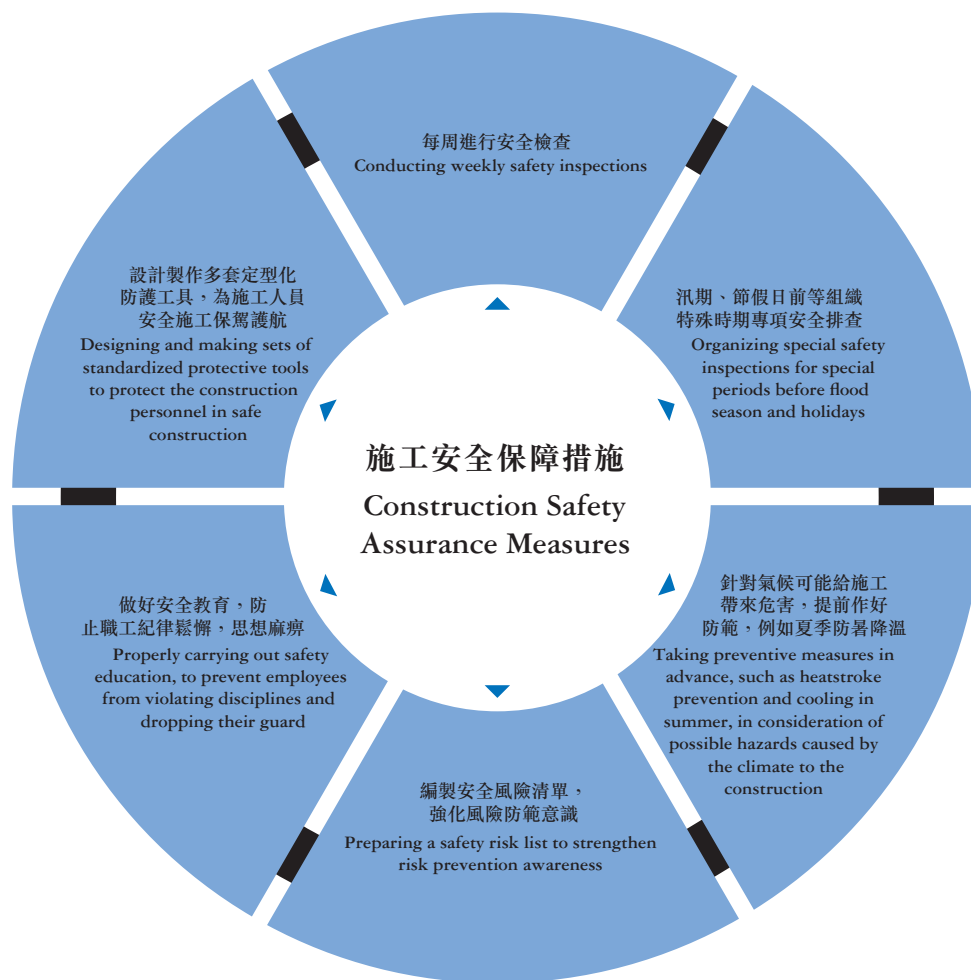 每周進行安全檢查
Conducting weekly safety inspections
設計製作多套定型化
防護工具，為施工人員
安全施工保駕護航
Designing and making sets of
standardized protective tools
to protect the construction
personnel in safe
construction
汛期、節假日前等組織
特殊時期專項安全排查
Organizing special safety
inspections for special
periods before flood
season and holidays
施工安全保障措施
Construction Safety
Assurance Measures
做好安全教育，防
止職工紀律鬆懈，思想麻痹
Properly carrying out safety
education, to prevent employees
from violating disciplines and
dropping their guard
針對氣候可能給施工
帶來危害，提前作好
防範，例如夏季防暑降溫
Taking preventive measures in
advance, such as heatstroke
prevention and cooling in
summer, in consideration of
possible hazards caused by
the climate to the
construction
編製安全風險清單，
強化風險防範意識
Preparing a safety risk list to strengthen
risk prevention awareness